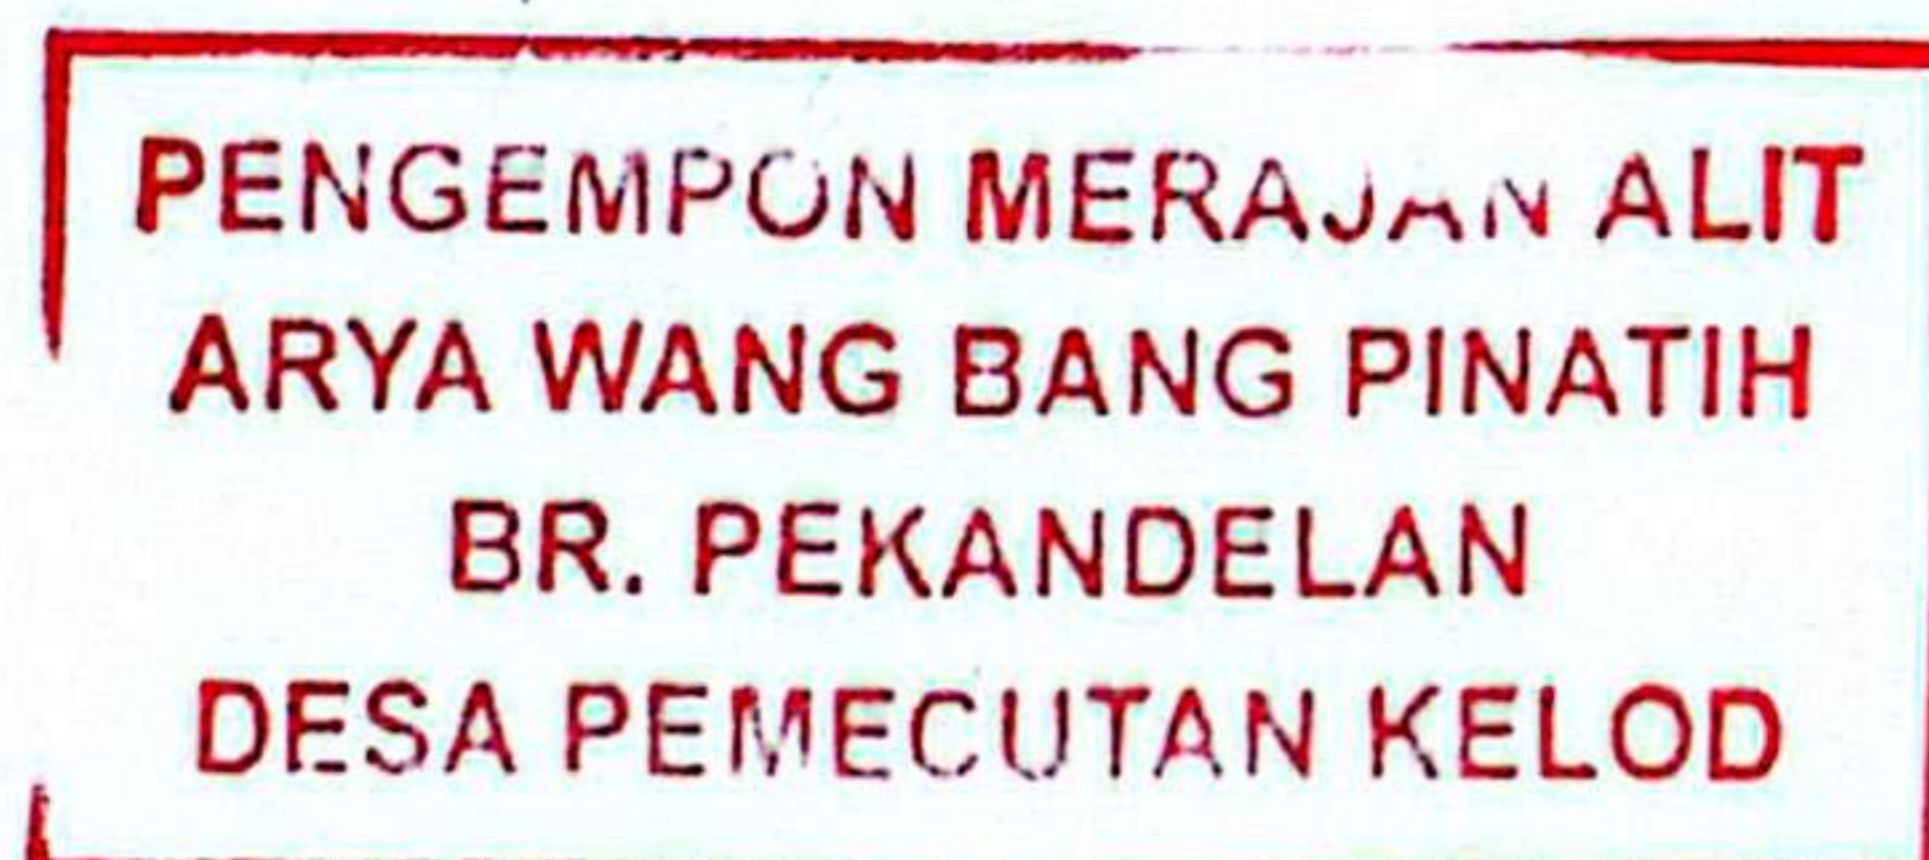 PENGEMPON MERAJAN ALIT
ARYA WANG BANG PINATIH
BR. PEKANDELAN
DESA PEMECUTAN KELOD